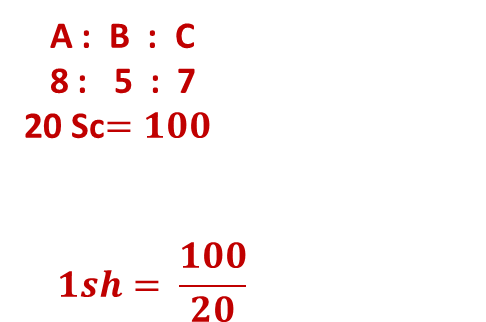 A : B : C
8 : 5 : 7
20 Sc= 100
1sh = 100/20